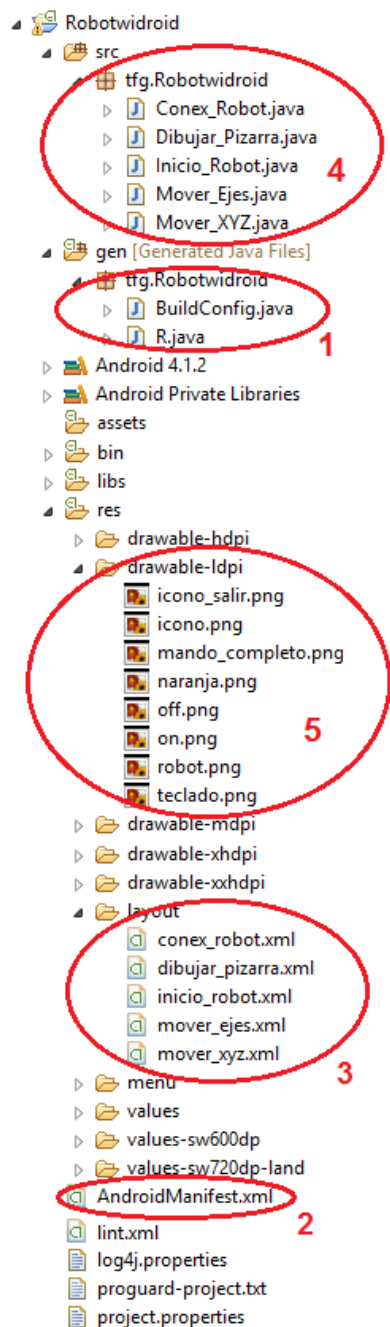 Robotwidroid
src
tfg.Robotwidroid
Conex_Robot.java
Dibujar_Pizarra.java
Inicio_Robot.java
4
Mover_Ejes.java
Mover_XYZ.java
gen [Generated Java Files]
tfg.Robotwidroid
BuildConfig.java
1
R.java
Android 4.1.2
Android Private Libraries
assets
bin
libs
res
drawable-hdpi
drawable-ldpi
icono_salir.png
icono.png
mando_completo.png
naranja.png
off.png
5
on.png
robot.png
teclado.png
drawable-mdpi
drawable-xhdpi
drawable-xxhdpi
layout
conex_robot.xml
dibujar_pizarra.xml
inicio_robot.xml
mover_ejes.xml
mover_xyz.xml
3
menu
values
values-sw600dp
values-sw720dp-land
AndroidManifest.xml
2
lint.xml
log4j.properties
proguard-project.txt
project.properties